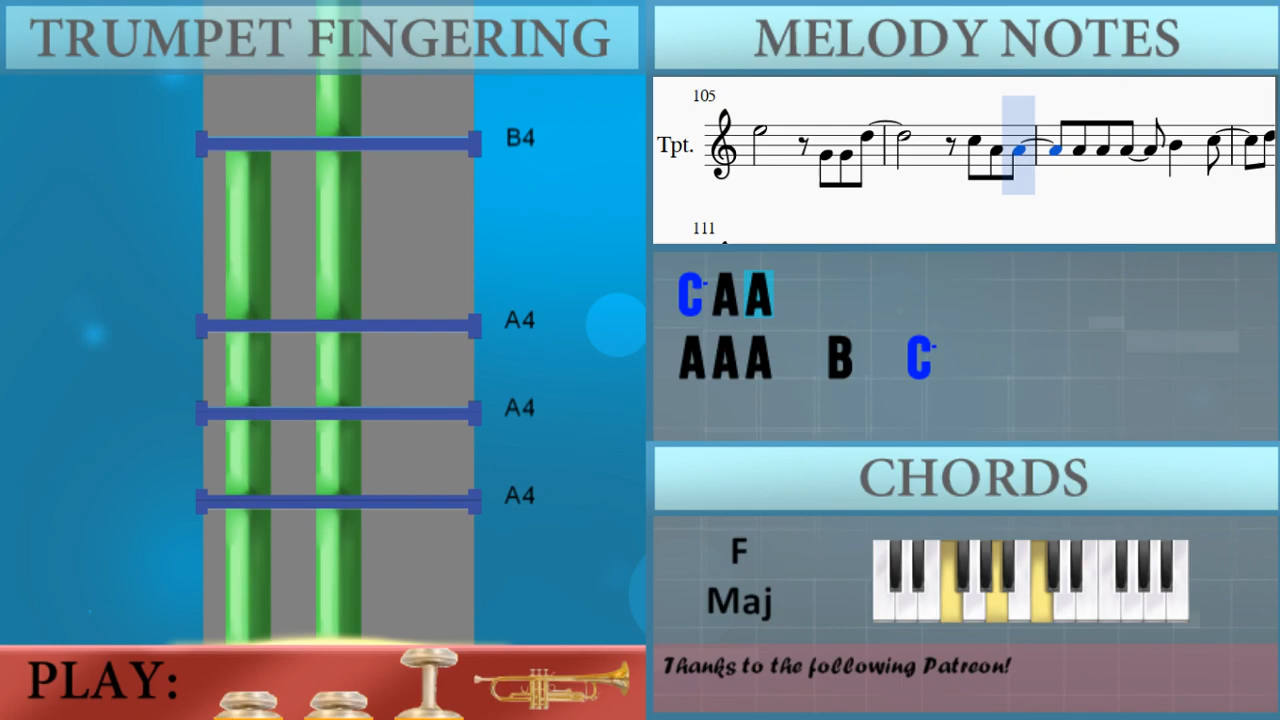 TRUMPET FINGERING
B4
A4
A4
A4
PLAY:
MELODY NOTES
105
Tpt.
111
C- A A
A A A B C-
CHORDS
F
Maj
Thanks to the following Patreon!